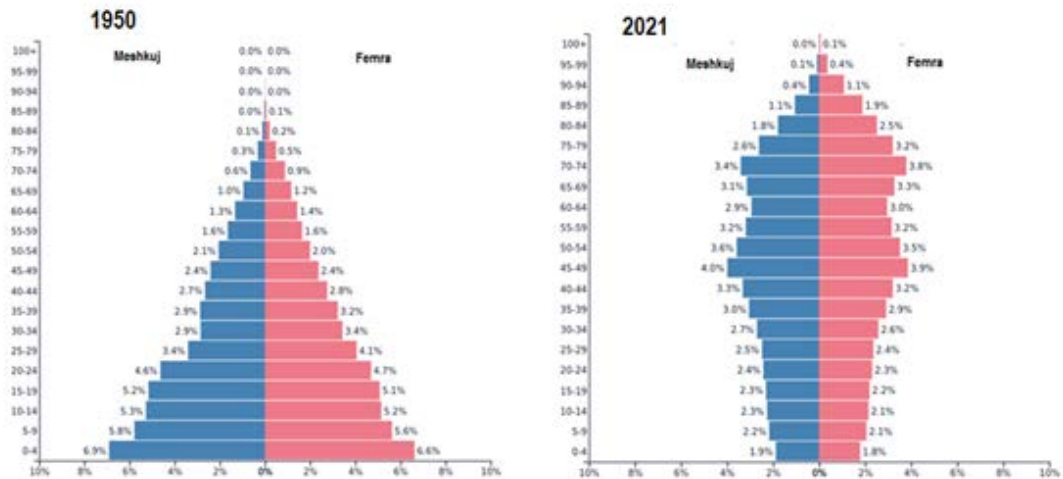 1950
Meshkuj
Femra
100+ 0.0% 0.0%
95-99 0.0% 0.0%
90-94 0.0% 0.0%
85-89 0.0% 0.1%
80-84 0.1% 0.2%
75-79 0.3% 0.5%
70-74 0.6% 0.9%
65-69 1.0% 1.2%
60-64 1.3% 1.4%
55-59 1.6% 1.6%
50-54 2.1% 2.0%
45-49 2.4% 2.4%
40-44 2.7% 2.8%
35-39 2.9% 3.2%
30-34 2.9% 3.4%
25-29 3.4% 4.1%
20-24 4.6% 4.7%
15-19 5.2% 5.1%
10-14 5.3% 5.2%
5-9 5.8% 5.6%
0-4 6.9% 6.6%
10% 8% 6% 4% 2% 0% 2% 4% 6% 8% 10%
2021
Meshkuj
Femra
100+ 0.0% 0.1%
95-99 0.1% 0.4%
90-94 0.4% 1.1%
85-89 1.1% 1.9%
80-84 1.8% 2.5%
75-79 2.6% 3.2%
70-74 3.4% 3.8%
65-69 3.1% 3.3%
60-64 2.9% 3.0%
55-59 3.2% 3.2%
50-54 3.6% 3.5%
45-49 4.0% 3.9%
40-44 3.3% 3.2%
35-39 3.0% 2.9%
30-34 2.7% 2.6%
25-29 2.5% 2.4%
20-24 2.4% 2.3%
15-19 2.3% 2.2%
10-14 2.3% 2.1%
5-9 2.2% 2.1%
0-4 1.9% 1.8%
10% 8% 6% 4% 2% 0% 2% 4% 6% 8% 10%